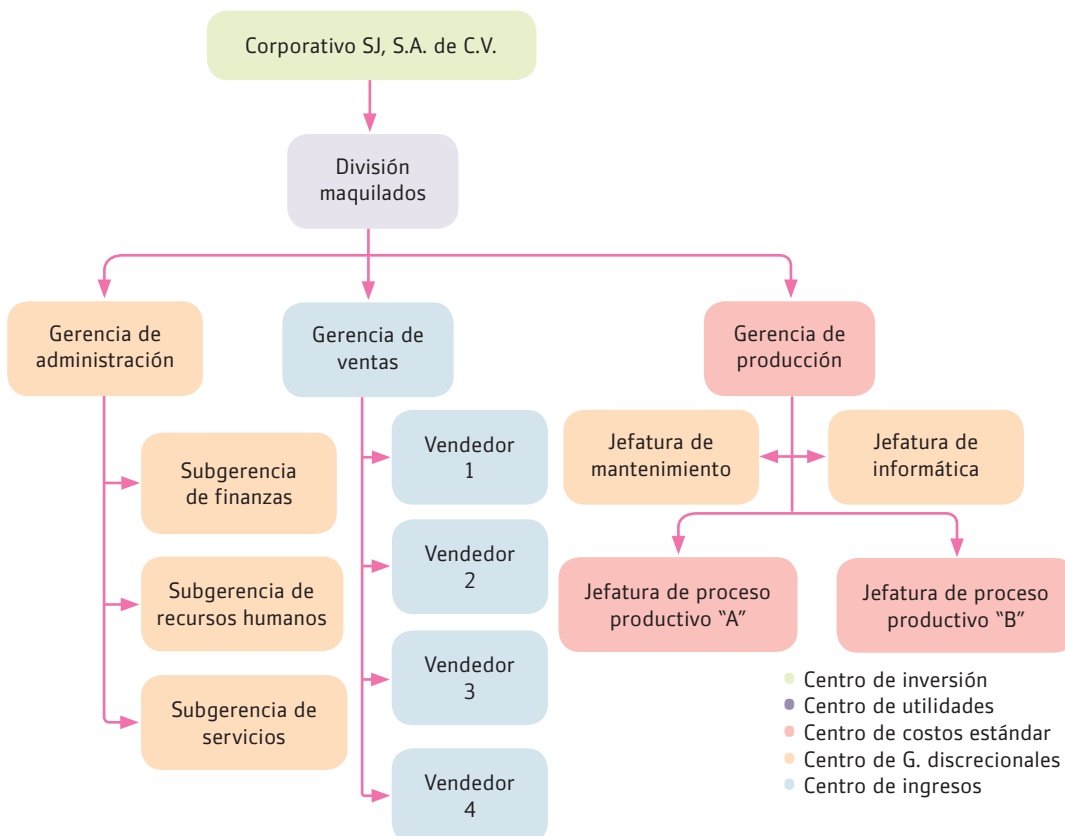 Corporativo SJ, S.A. de C.V.
División
maquilados
Gerencia de
administración
Gerencia de
ventas
Gerencia de
producción
Subgerencia
de finanzas
Subgerencia de
recursos humanos
Subgerencia de
servicios
Vendedor
1
Vendedor
2
Vendedor
3
Vendedor
4
Jefatura de
mantenimiento
Jefatura de
informática
Jefatura de proceso
productivo “A”
Jefatura de proceso
productivo “B”
Centro de inversión
Centro de utilidades
Centro de costos estándar
Centro de G. discrecionales
Centro de ingresos